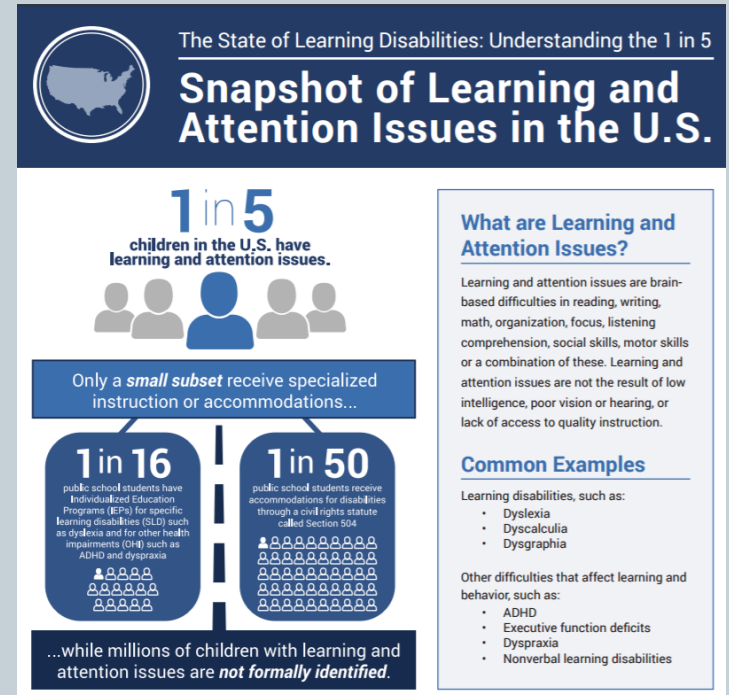 The State of Learning Disabilities: Understanding the 1 in 5
Snapshot of Learning and
Attention Issues in the U.S.
1 in 5
children in the U.S. have
learning and attention issues.
Only a small subset receive specialized
instruction or accommodations...
1 in 16
public school students have
Individualized Education
Programs (IEPs) for specific
learning disabilities (SLD) such
as dyslexia and for other health
impairments (OHI) such as
ADHD and dyspraxia
1 in 50
public school students receive
accommodations for disabilities
through a civil rights statute
called Section 504
...while millions of children with learning and
attention issues are not formally identified.
What are Learning and
Attention Issues?
Learning and attention issues are brain-
based difficulties in reading, writing,
math, organization, focus, listening
comprehension, social skills, motor skills
or a combination of these. Learning and
attention issues are not the result of low
intelligence, poor vision or hearing, or
lack of access to quality instruction.
Common Examples
Learning disabilities, such as:
• Dyslexia
• Dyscalculia
• Dysgraphia
Other difficulties that affect learning and
behavior, such as:
• ADHD
• Executive function deficits
• Dyspraxia
• Nonverbal learning disabilities